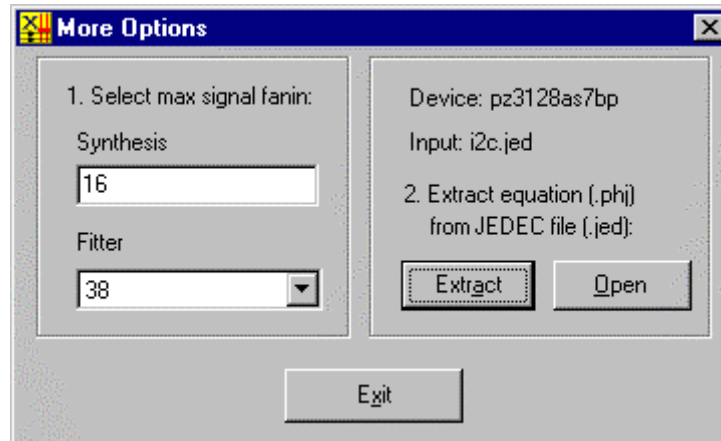 More Options
1. Select max signal fanin:
Synthesis
16
Fitter
38
Device: pz3128as7bp
Input: i2c.jed
2. Extract equation (.phj)
from JEDEC file (.jed):
Extract
Open
Exit